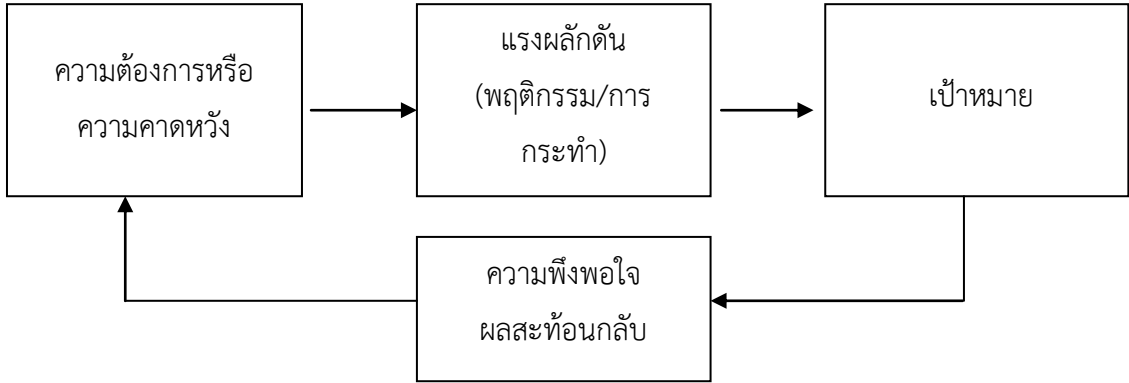 ความต้องการหรือ
ความคาดหวัง
แรงผลักดัน
(พฤติกรรม/การ
กระทำ)
เป้าหมาย
ความพึงพอใจ
ผลสะท้อนกลับ